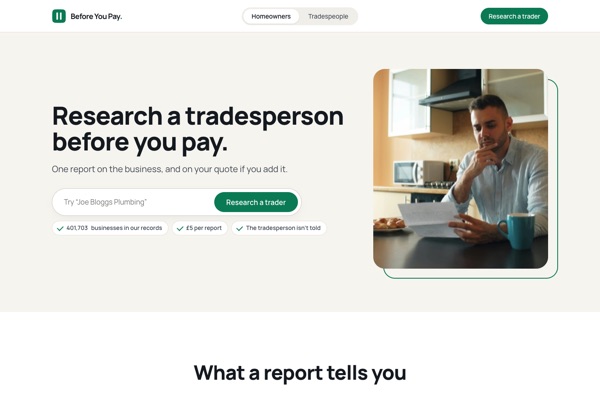 Before You Pay.
Homeowners
Tradespeople
Research a trader
Research a tradesperson
before you pay.
One report on the business, and on your quote if you add it.
Try "Joe Bloggs Plumbing"
Research a trader
401,703 businesses in our records
£5 per report
The tradesperson isn't told
What a report tells you